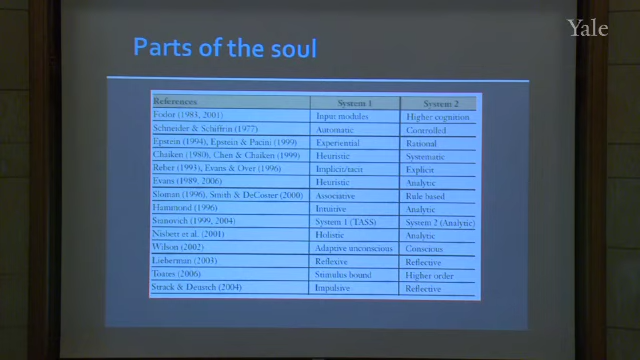 Yale
Parts of the soul
References System 1 System 2
Fodor (1983, 2001) Input modules Higher cognition
Schneider & Schiffrin (1977) Automatic Controlled
Epstein (1994), Epstein & Pacini (1999) Experiential Rational
Chaiken (1980), Chen & Chaiken (1999) Heuristic Systematic
Reber (1993), Evans & Over (1996) Implicit/tacit Explicit
Evans (1989, 2006) Heuristic Analytic
Sloman (1996), Smith & DeCoster (2000) Associative Rule based
Hammond (1996) Intuitive Analytic
Stanovich (1999, 2004) System 1 (TASS) System 2 (Analytic)
Nisbett et al. (2001) Holistic Analytic
Wilson (2002) Adaptive unconscious Conscious
Lieberman (2003) Reflexive Reflective
Toates (2006) Stimulus bound Higher order
Strack & Deustch (2004) Impulsive Reflective